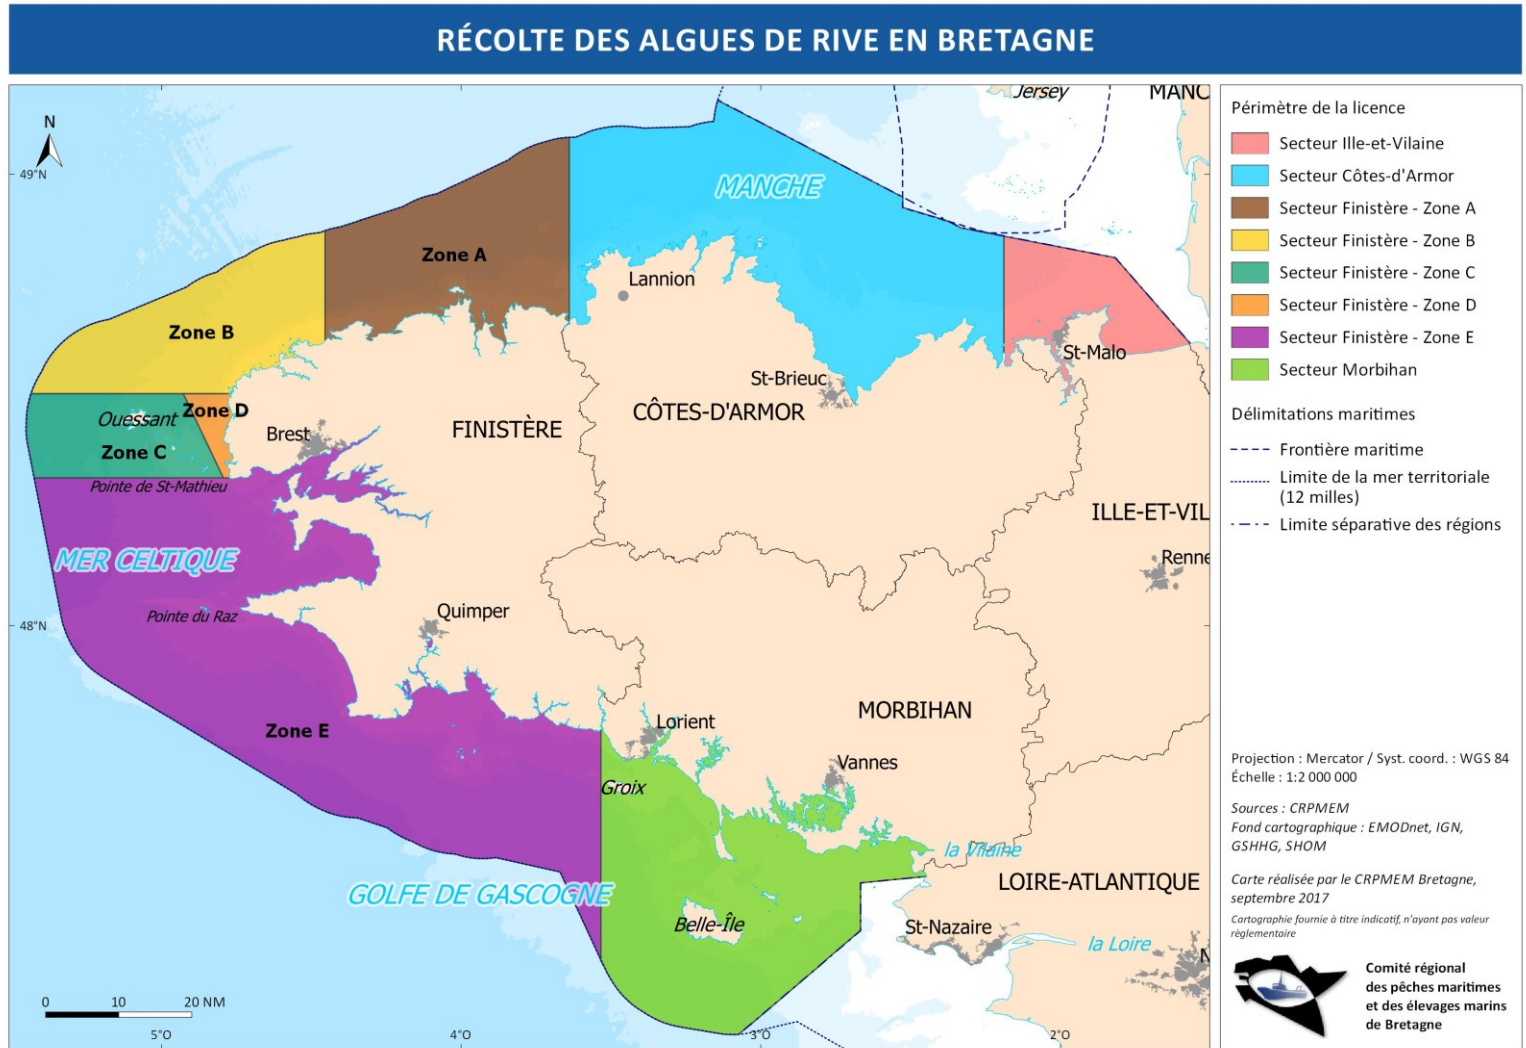 RÉCOLTE DES ALGUES DE RIVE EN BRETAGNE
N
49°N
48°N
Jersey
MANC
MANCHE
Zone A
Lannion
Zone B
St-Malo
St-Brieuc
Ouessant
Zone D
CÔTES-D'ARMOR
Brest
FINISTÈRE
Zone C
Pointe de St-Mathieu
ILLE-ET-VIL
MER CELTIQUE
Renne
Pointe du Raz
Quimper
MORBIHAN
Zone E
Lorient
Vannes
Groix
la Vilaine
GOLFE DE GASCOGNE
LOIRE-ATLANTIQUE
Belle-Île
St-Nazaire
la Loire
N
0 10 20 NM
5°O
4°O
3°O
2°O
Périmètre de la licence
Secteur Ille-et-Vilaine
Secteur Côtes-d'Armor
Secteur Finistère - Zone A
Secteur Finistère - Zone B
Secteur Finistère - Zone C
Secteur Finistère - Zone D
Secteur Finistère - Zone E
Secteur Morbihan
Délimitations maritimes
Frontière maritime
Limite de la mer territoriale
(12 milles)
Limite séparative des régions
Projection : Mercator / Syst. coord. : WGS 84
Échelle : 1:2 000 000
Sources : CRPMEM
Fond cartographique : EMODnet, IGN,
GSHHG, SHOM
Carte réalisée par le CRPMEM Bretagne,
septembre 2017
Cartographie fournie à titre indicatif, n'ayant pas valeur
règlementaire
Comité régional
des pêches maritimes
et des élevages marins
de Bretagne